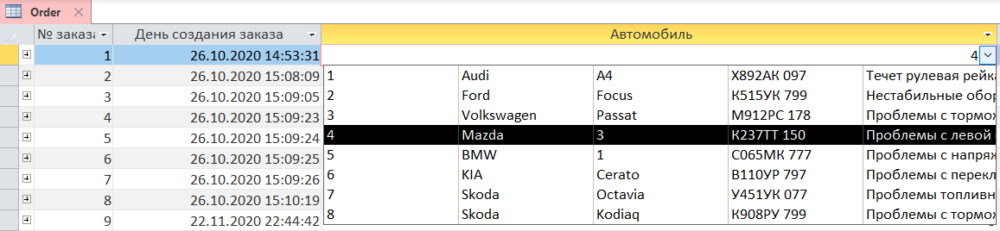 Order
№ заказа День создания заказа Автомобиль
1 26.10.2020 14:53:31 4
2 26.10.2020 15:08:09
3 26.10.2020 15:09:05
4 26.10.2020 15:09:23
5 26.10.2020 15:09:24
6 26.10.2020 15:09:25
7 26.10.2020 15:09:26
8 26.10.2020 15:10:19
9 22.11.2020 22:44:42
1 Audi A4 Х892АК 097 Течет рулевая рейка
2 Ford Focus К515УК 799 Нестабильные обор
3 Volkswagen Passat М912РС 178 Проблемы с тормо
4 Mazda 3 К237ТТ 150 Проблемы с левой
5 BMW 1 С065МК 777 Проблемы с напряж
6 KIA Cerato В110УР 797 Проблемы с перекл
7 Skoda Octavia У451УК 077 Проблемы топливн
8 Skoda Kodiaq К908РУ 799 Проблемы с тормо